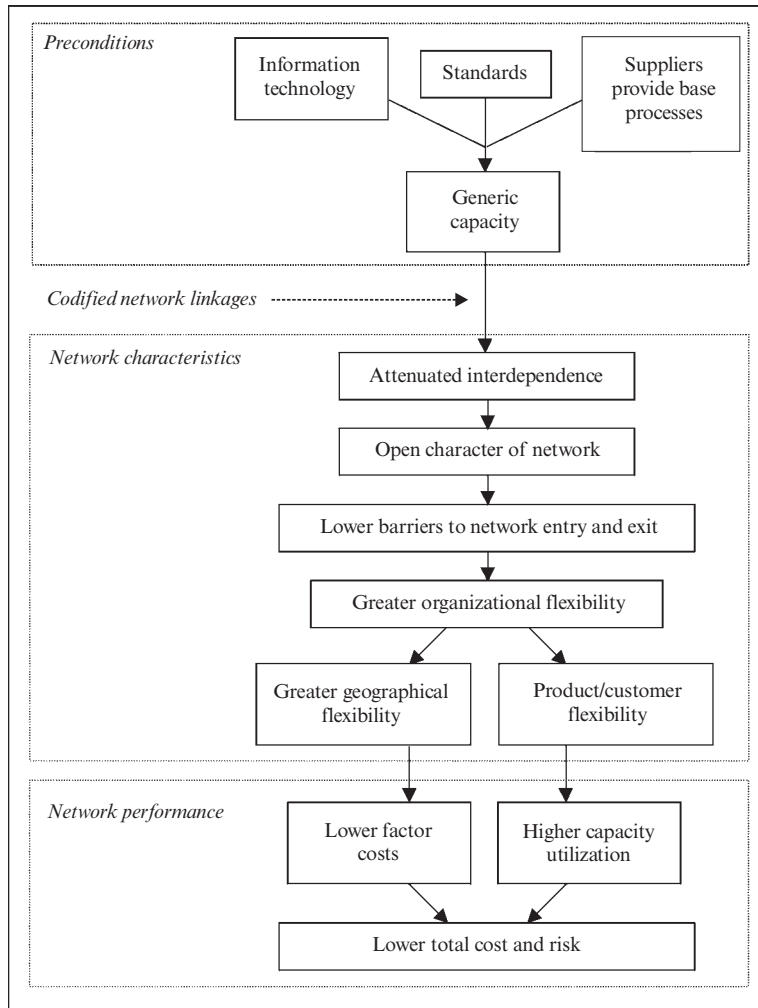 Preconditions
Information
technology
Standards
Suppliers
provide base
processes
Generic
capacity
Codified network linkages
Network characteristics
Attenuated interdependence
Open character of network
Lower barriers to network entry and exit
Greater organizational flexibility
Greater geographical
flexibility
Product/customer
flexibility
Network performance
Lower factor
costs
Higher capacity
utilization
Lower total cost and risk